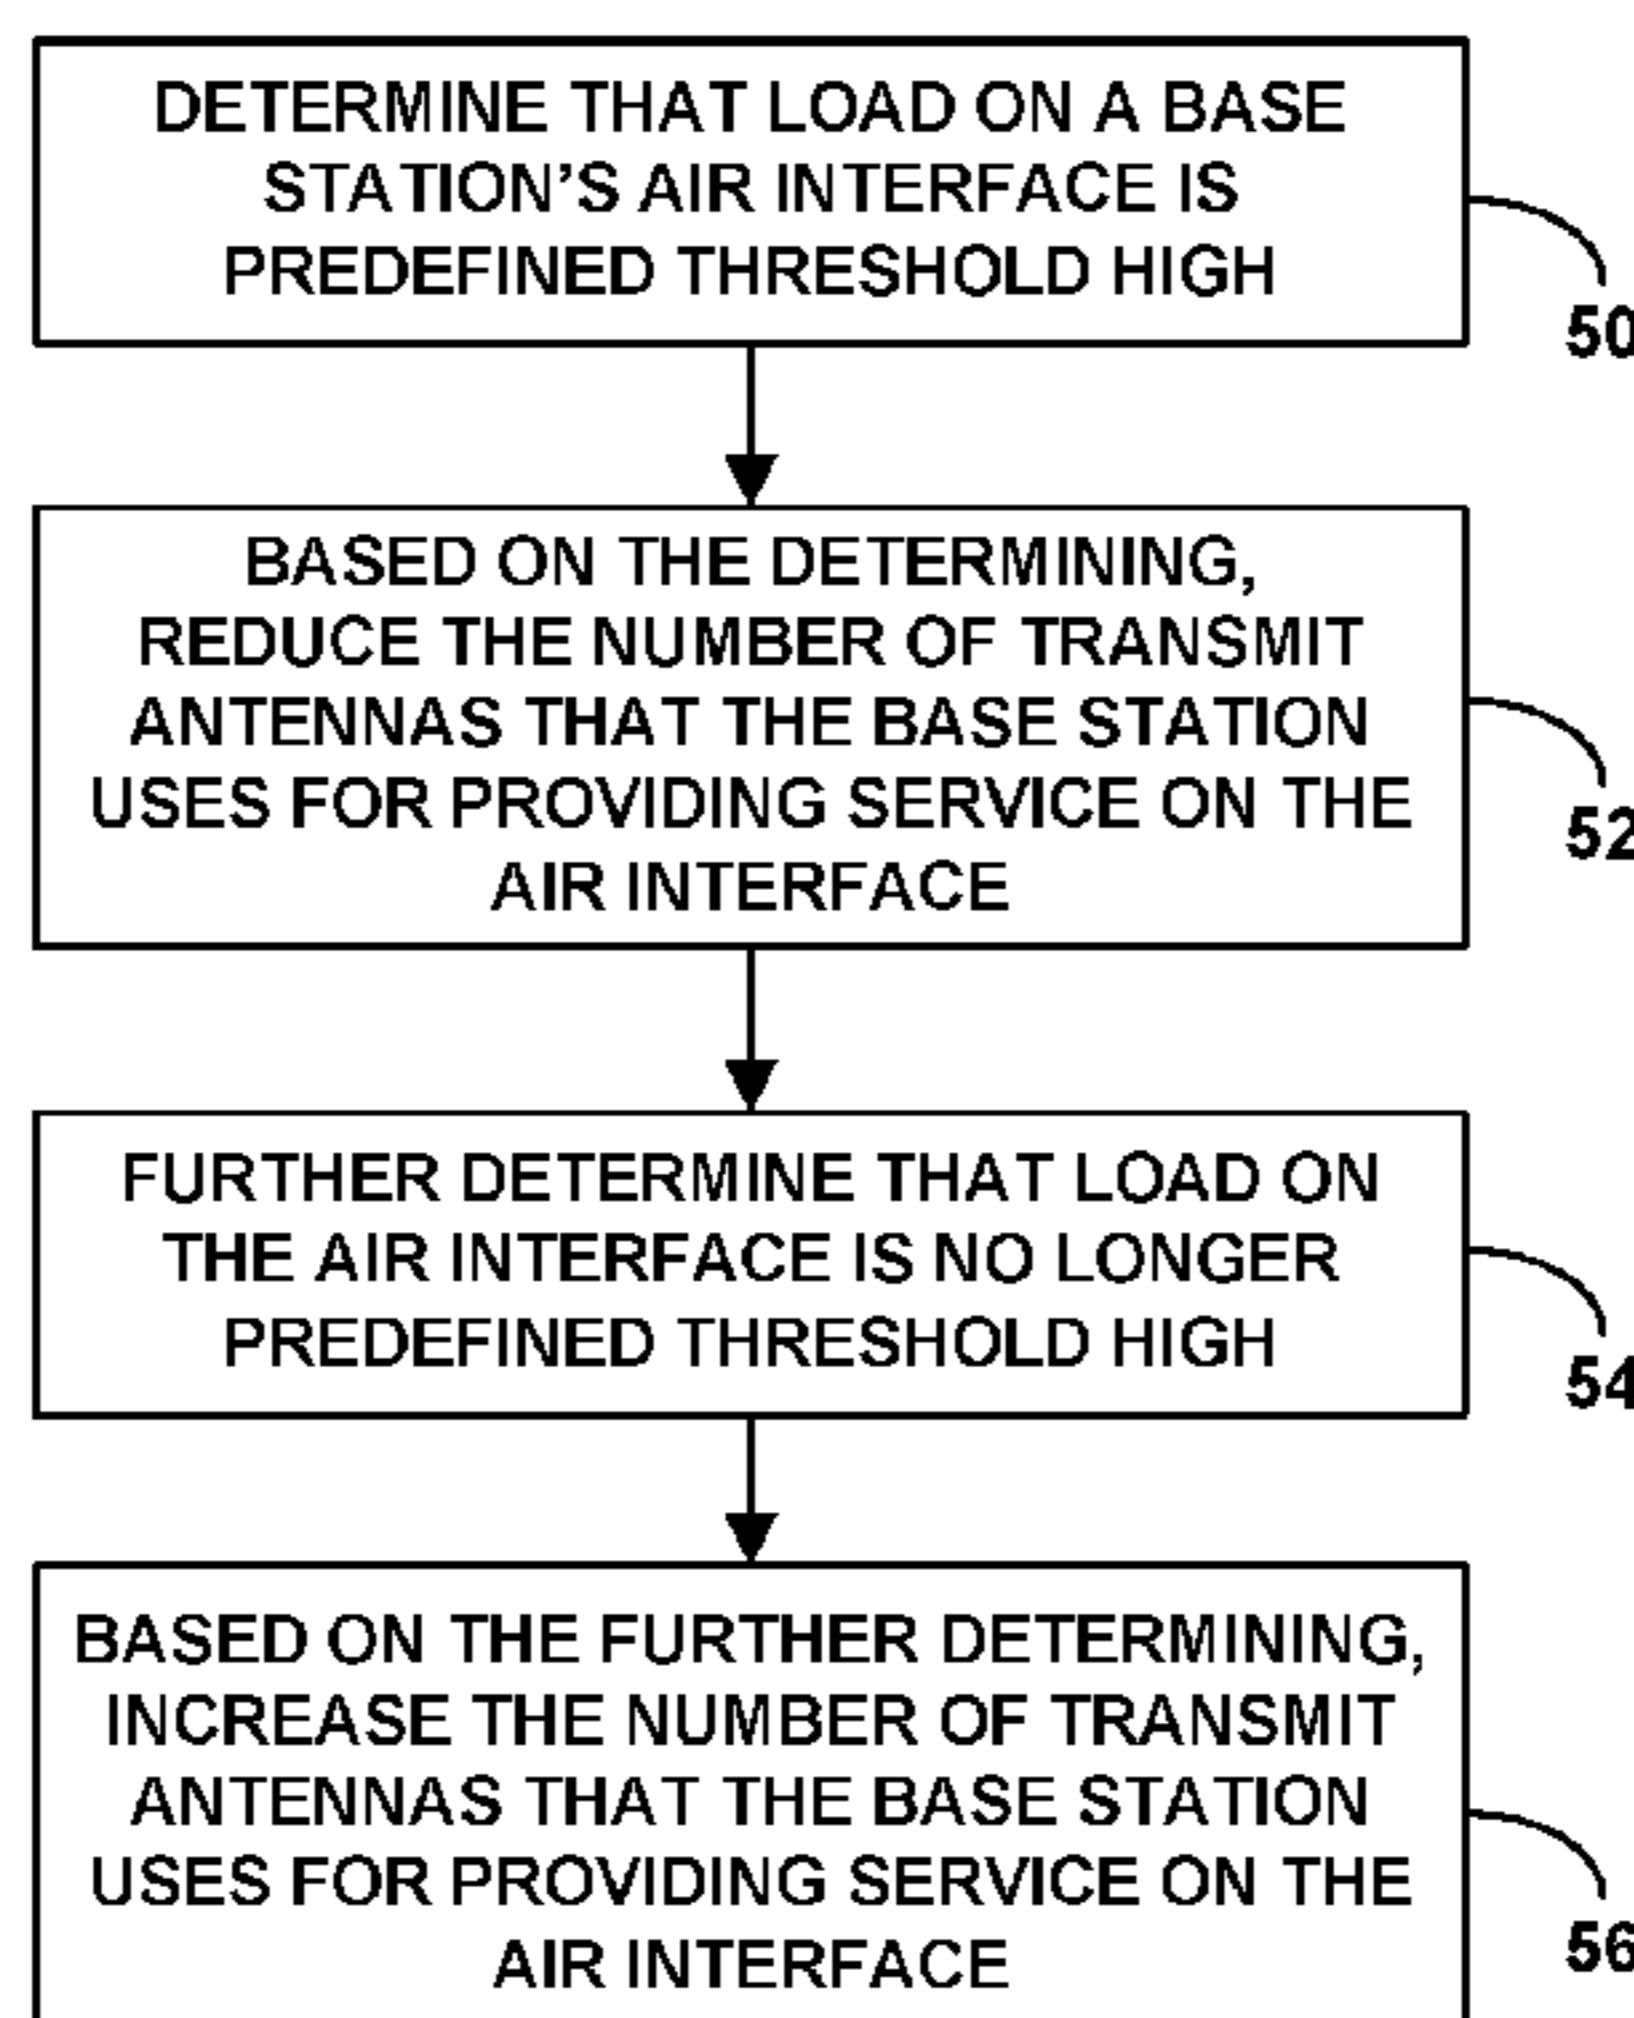 DETERMINE THAT LOAD ON A BASE
STATION’S AIR INTERFACE IS
PREDEFINED THRESHOLD HIGH
50
BASED ON THE DETERMINING,
REDUCE THE NUMBER OF TRANSMIT
ANTENNAS THAT THE BASE STATION
USES FOR PROVIDING SERVICE ON THE
AIR INTERFACE
52
FURTHER DETERMINE THAT LOAD ON
THE AIR INTERFACE IS NO LONGER
PREDEFINED THRESHOLD HIGH
54
BASED ON THE FURTHER DETERMINING,
INCREASE THE NUMBER OF TRANSMIT
ANTENNAS THAT THE BASE STATION
USES FOR PROVIDING SERVICE ON THE
AIR INTERFACE
56